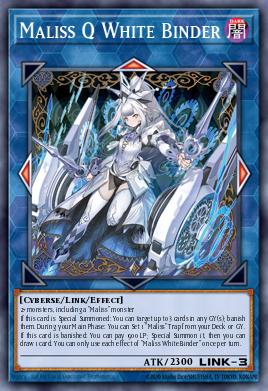 Maliss Q White Binder
DARK
闇
[Cyberse/Link/Effect]
2+ monsters, including a "Maliss" monster
If this card is Special Summoned: You can target up to 3 cards in any GY(s); banish
them. During your Main Phase: You can Set 1 "Maliss" Trap from your Deck or GY.
If this card is banished: You can pay 900 LP; Special Summon it, then you can
draw 1 card. You can only use each effect of "Maliss White Binder" once per turn.
ATK/2300 LINK-3